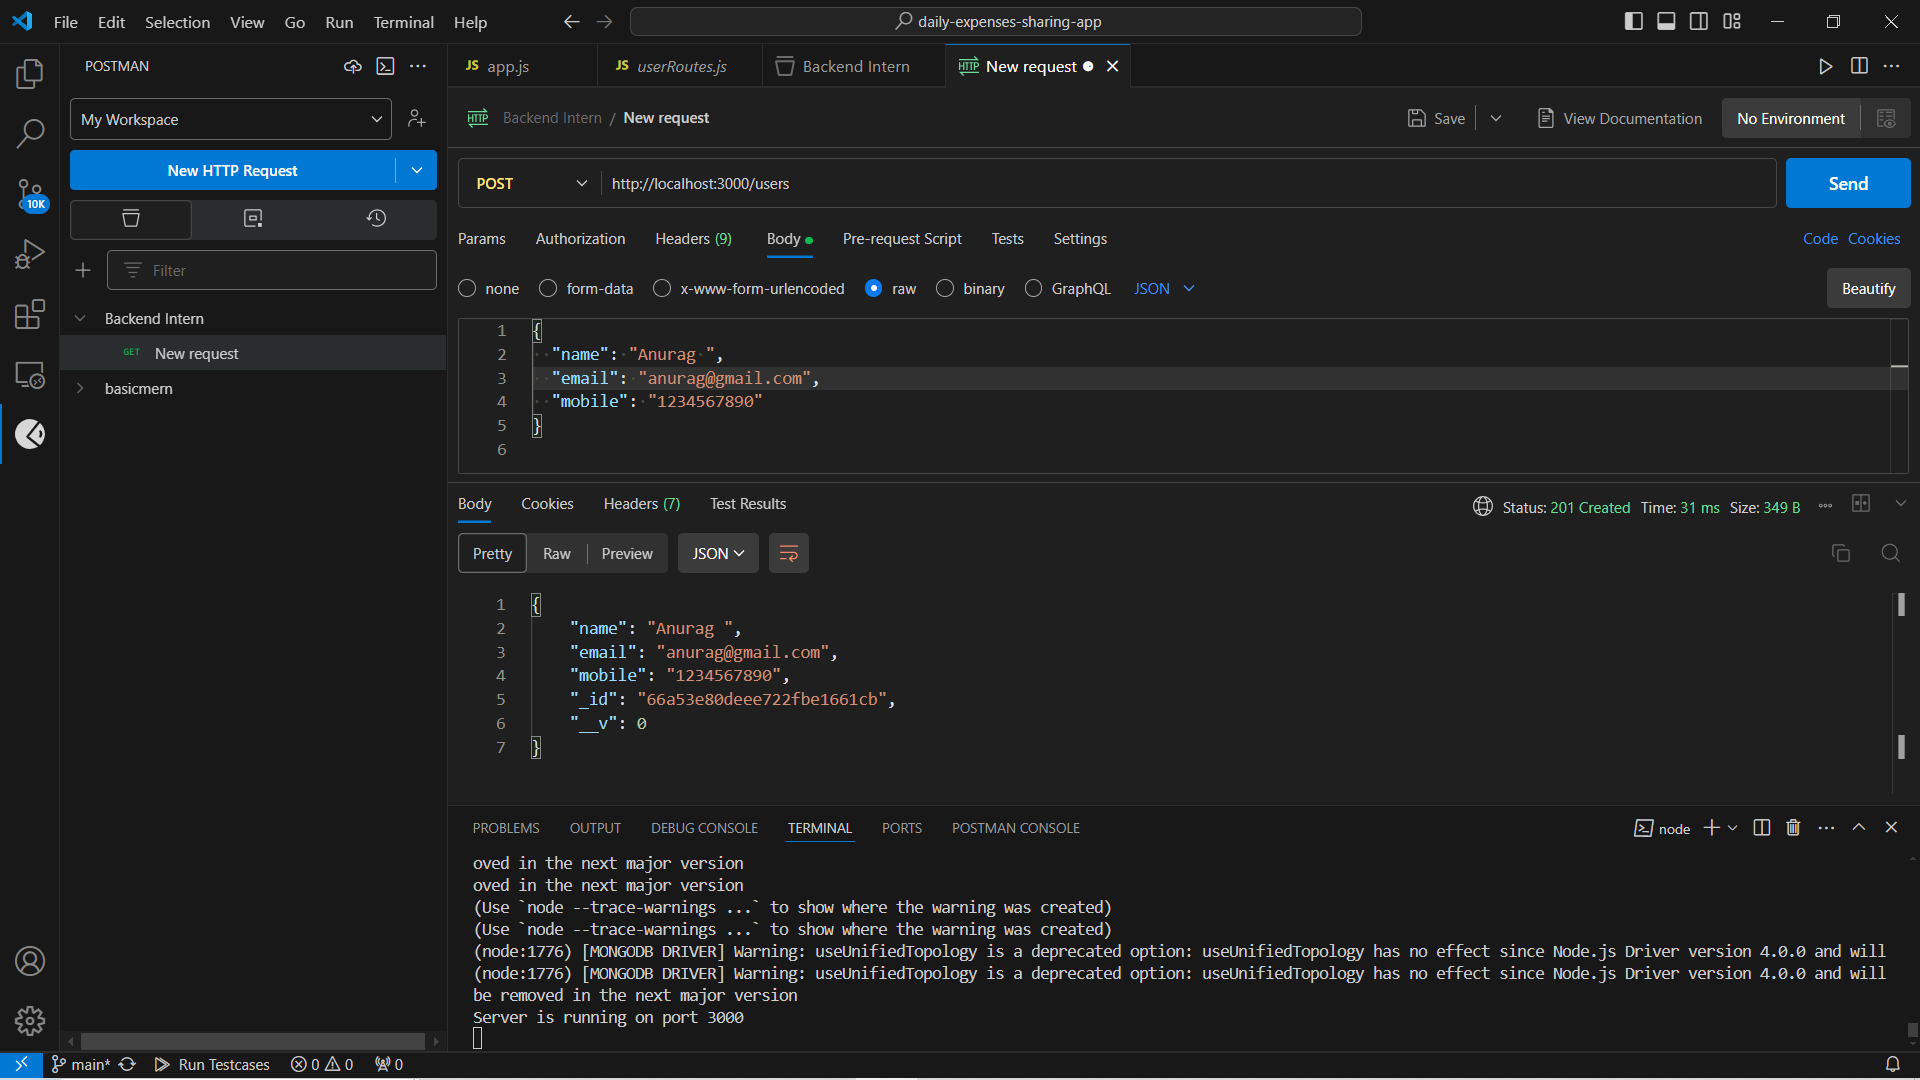 File Edit Selection View Go Run Terminal Help
daily-expenses-sharing-app
POSTMAN
My Workspace
New HTTP Request
10K
Filter
Backend Intern
GET New request
basicmern
JS app.js
JS userRoutes.js
Backend Intern
HTTP New request
HTTP Backend Intern / New request
Save
View Documentation
No Environment
POST http://localhost:3000/users
Send
Params Authorization Headers (9) Body Pre-request Script Tests Settings
Code Cookies
none form-data x-www-form-urlencoded raw binary GraphQL JSON
Beautify
1 {
2 "name": "Anurag ",
3 "email": "anurag@gmail.com",
4 "mobile": "1234567890"
5 }
6
Body Cookies Headers (7) Test Results
Status: 201 Created Time: 31 ms Size: 349 B
Pretty Raw Preview JSON
1 {
2 "name": "Anurag ",
3 "email": "anurag@gmail.com",
4 "mobile": "1234567890",
5 "_id": "66a53e80deee722fbe1661cb",
6 "__v": 0
7 }
PROBLEMS OUTPUT DEBUG CONSOLE TERMINAL PORTS POSTMAN CONSOLE
node
oved in the next major version
oved in the next major version
(Use `node --trace-warnings ...` to show where the warning was created)
(Use `node --trace-warnings ...` to show where the warning was created)
(node:1776) [MONGODB DRIVER] Warning: useUnifiedTopology is a deprecated option: useUnifiedTopology has no effect since Node.js Driver version 4.0.0 and will
(node:1776) [MONGODB DRIVER] Warning: useUnifiedTopology is a deprecated option: useUnifiedTopology has no effect since Node.js Driver version 4.0.0 and will
be removed in the next major version
Server is running on port 3000
main* Run Testcases 0 0 0